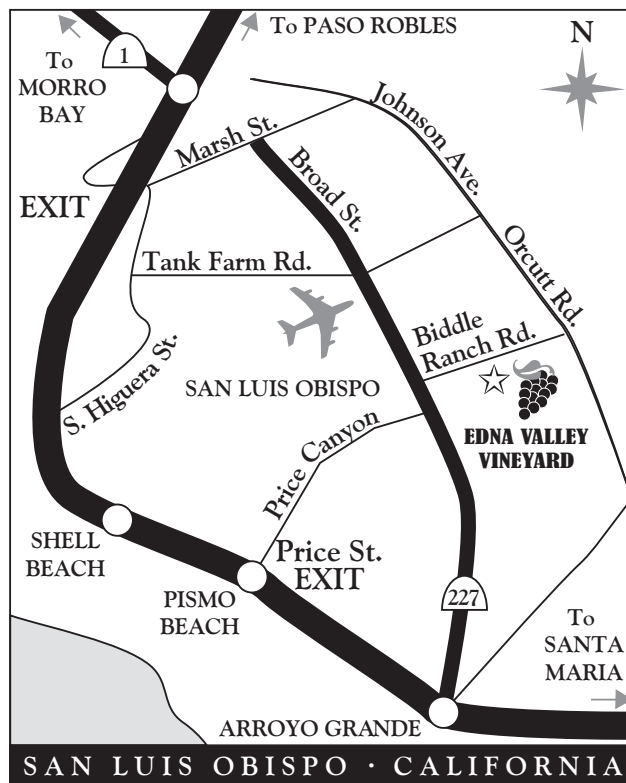 To PASO ROBLES
1
To
MORRO
BAY
N
Marsh St.
Johnson Ave.
Broad St.
EXIT
Orcutt Rd.
Tank Farm Rd.
Biddle
Ranch Rd.
S. Higuera St.
SAN LUIS OBISPO
EDNA VALLEY
VINEYARD
Price Canyon
SHELL
BEACH
Price St.
EXIT
PISMO
BEACH
227
To
SANTA
MARIA
ARROYO GRANDE
SAN LUIS OBISPO · CALIFORNIA